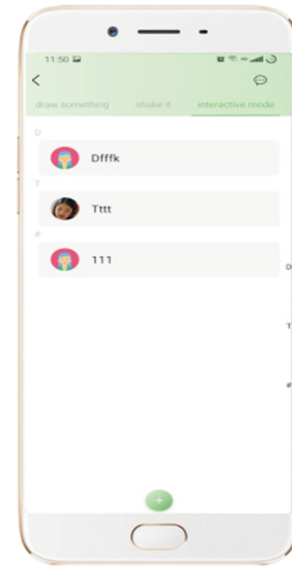 11:50
draw something shake it interactive mode
D
Dfffk
T
Tttt
#
111
D
T
#